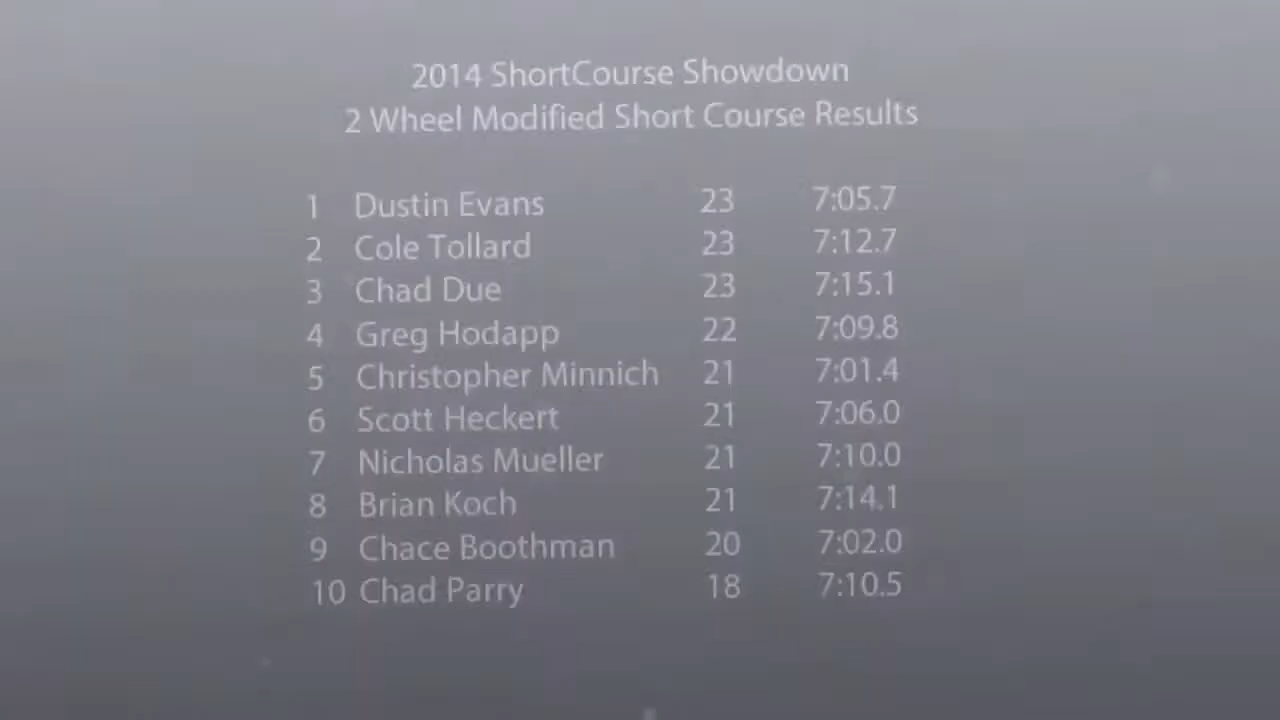 2014 ShortCourse Showdown
2 Wheel Modified Short Course Results
1 Dustin Evans 23 7:05.7
2 Cole Tollard 23 7:12.7
3 Chad Due 23 7:15.1
4 Greg Hodapp 22 7:09.8
5 Christopher Minnich 21 7:01.4
6 Scott Heckert 21 7:06.0
7 Nicholas Mueller 21 7:10.0
8 Brian Koch 21 7:14.1
9 Chace Boothman 20 7:02.0
10 Chad Parry 18 7:10.5